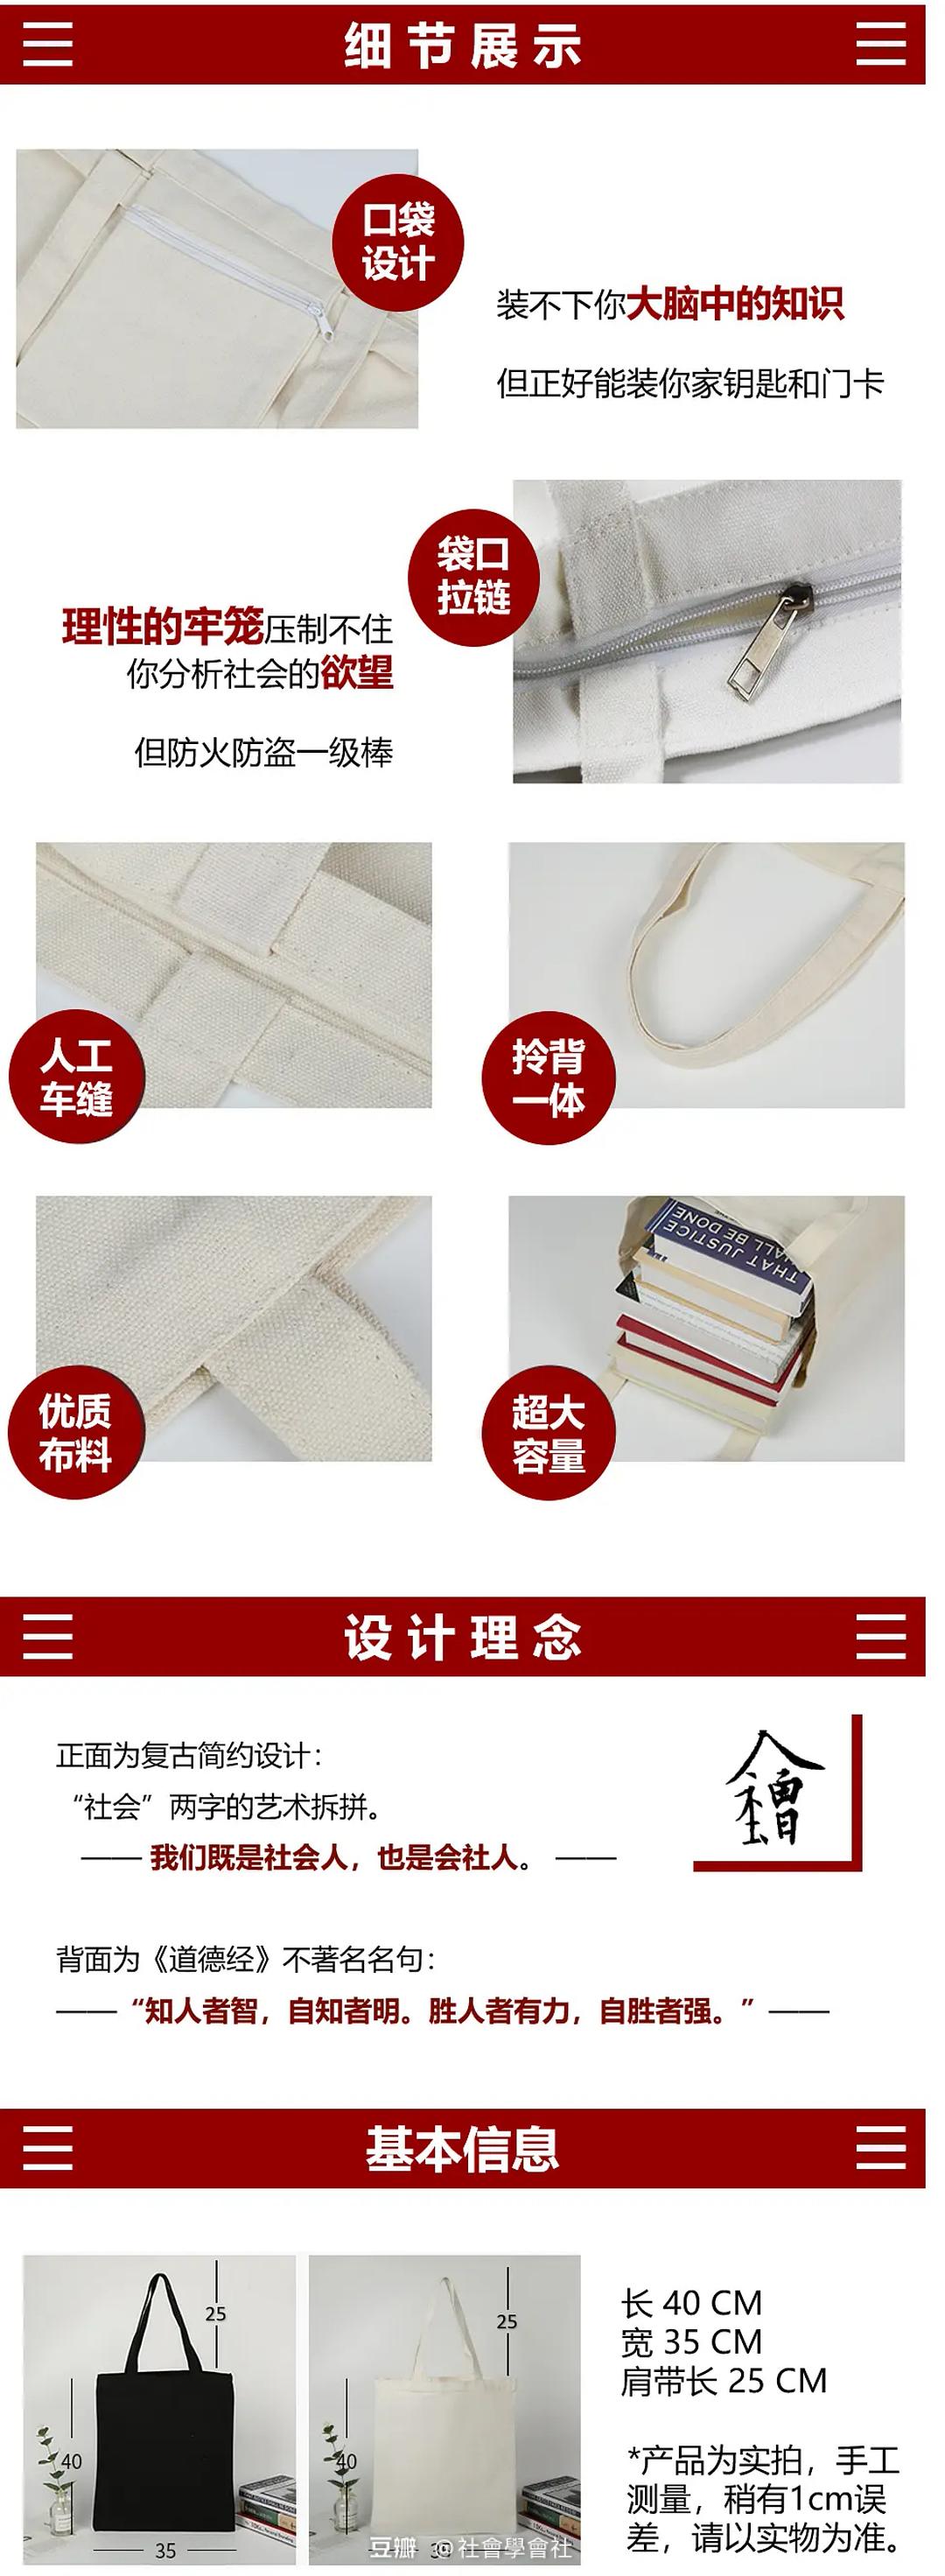 细节展示
口袋
设计
装不下你大脑中的知识
但正好能装你家钥匙和门卡
袋口
拉链
理性的牢笼压制不住
你分析社会的欲望
但防火防盗一级棒
人工
车缝
拎背
一体
优质
布料
THAT JUSTICE
ALL BE DONE
超大
容量
设计理念
正面为复古简约设计：
“社会”两字的艺术拆拼。
—— 我们既是社会人，也是会社人。 ——
背面为《道德经》不著名名句：
—— “知人者智，自知者明。胜人者有力，自胜者强。” ——
基本信息
25
40
35
25
40
长 40 CM
宽 35 CM
肩带长 25 CM
*产品为实拍，手工
测量，稍有1cm误
差，请以实物为准。
豆瓣 @社會學會社